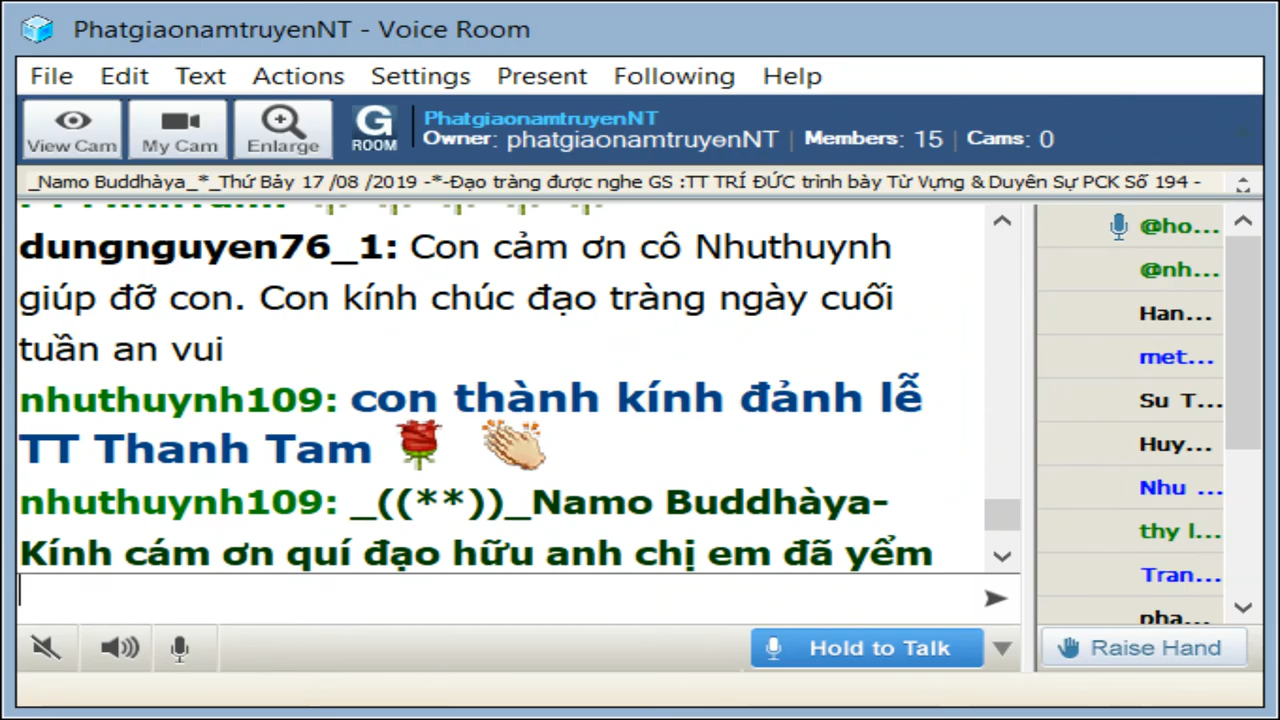 PhatgiaonamtruyenNT - Voice Room
File Edit Text Actions Settings Present Following Help
View Cam My Cam Enlarge G ROOM
PhatgiaonamtruyenNT
Owner: phatgiaonamtruyenNT | Members: 15 | Cams: 0
_Namo Buddhàya_*_Thứ Bảy 17 /08 /2019 -*-Đạo tràng được nghe GS :TT TRÍ ĐỨC trình bày Từ Vựng & Duyên Sự PCK Số 194 -
dungnguyen76_1: Con cảm ơn cô Nhuthuynh
giúp đỡ con. Con kính chúc đạo tràng ngày cuối
tuần an vui
nhuthuynh109: con thành kính đảnh lễ
TT Thanh Tam
nhuthuynh109: _((**))_Namo Buddhàya-
Kính cám ơn quí đạo hữu anh chị em đã yểm
@ho...
@nh...
Han...
met...
Su T...
Huy...
Nhu ...
thy l...
Tran...
pha...
Hold to Talk
Raise Hand